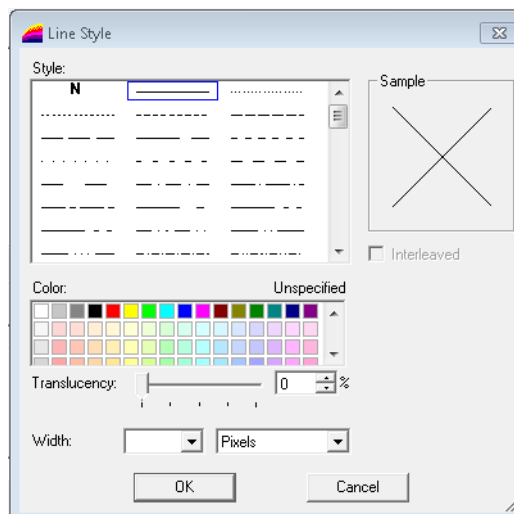 Line Style
Style:
N
Sample
Interleaved
Color:
Unspecified
Translucency:
0
%
Width:
Pixels
OK
Cancel